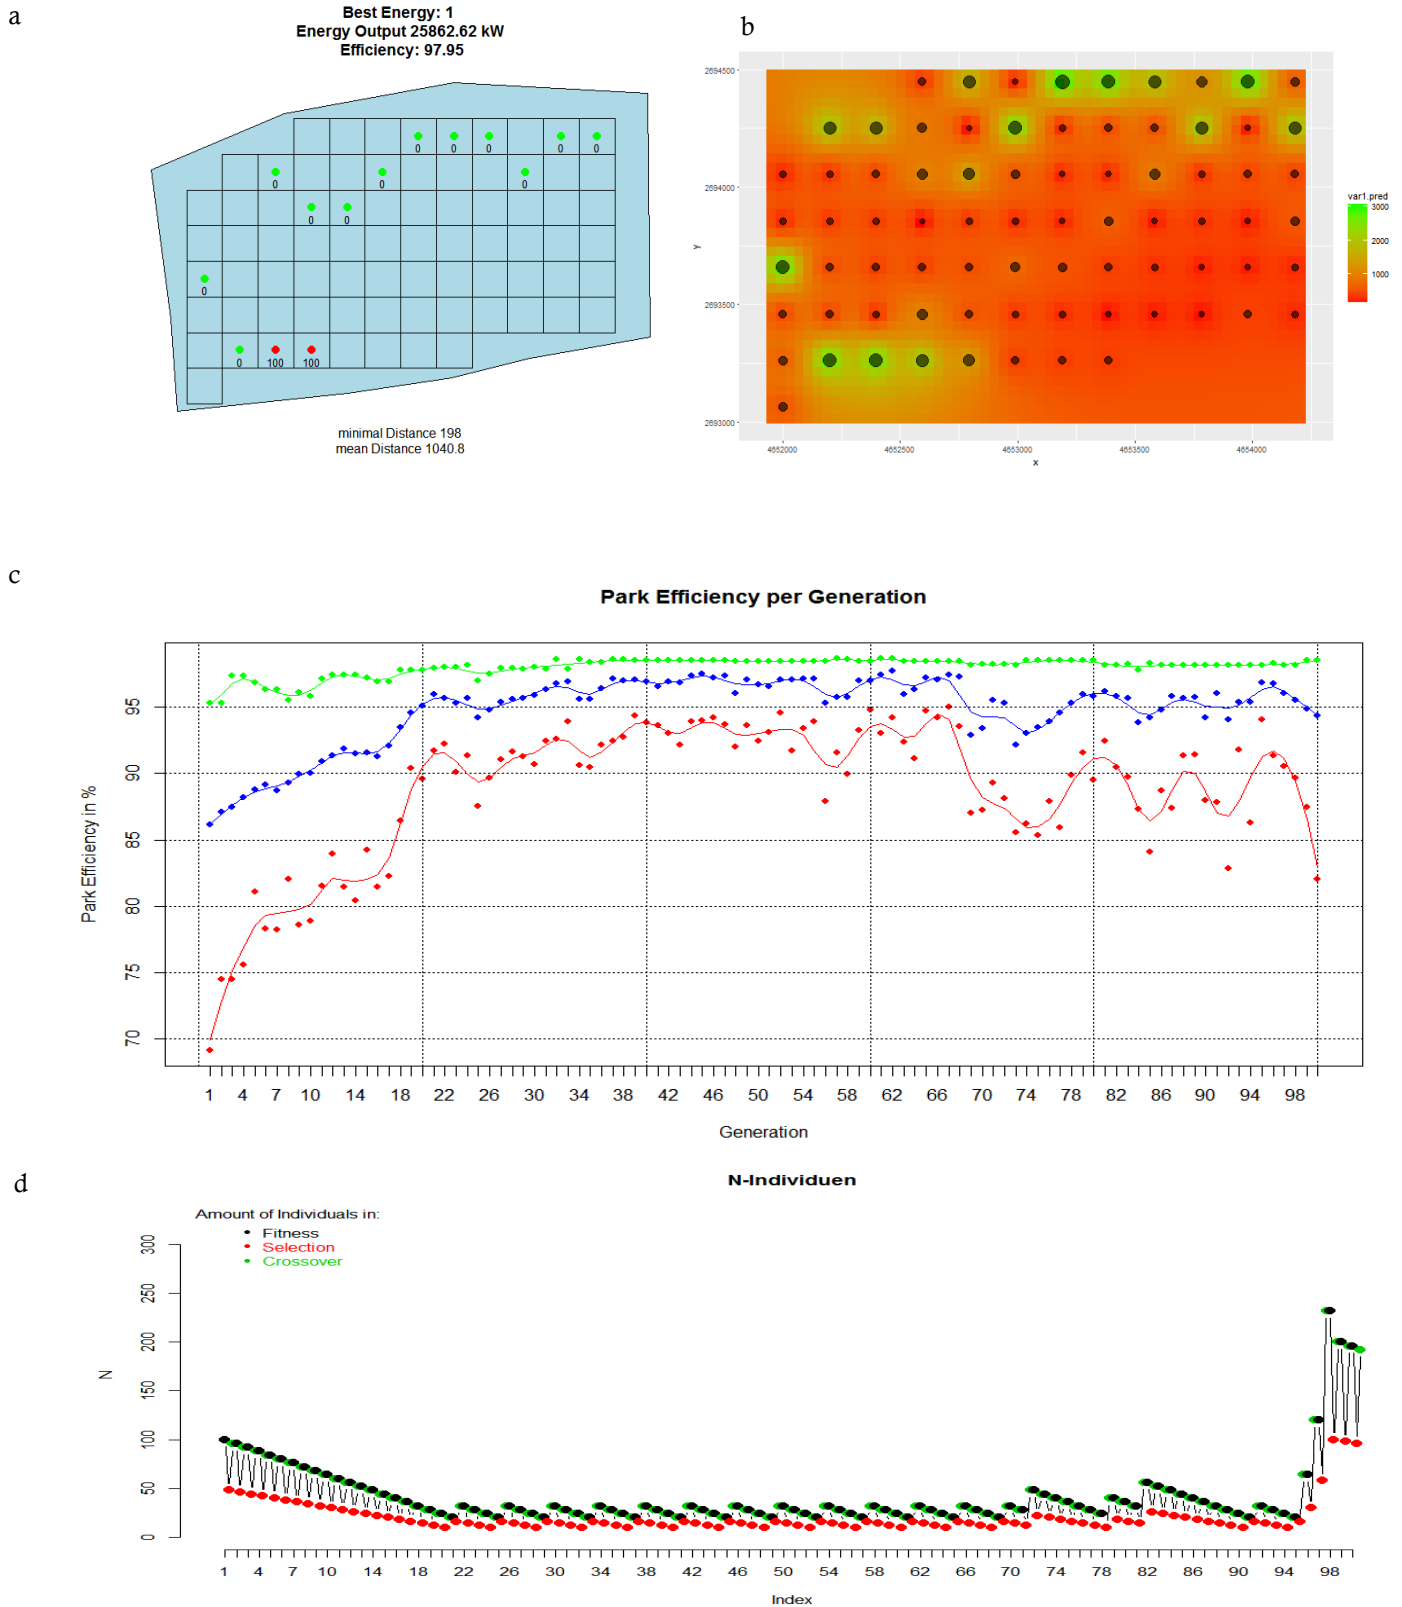 a
Best Energy: 1
Energy Output 25862.62 kW
Efficiency: 97.95
0 0 0 0 0
0 0 0
0 0
0
0 100 100
minimal Distance 198
mean Distance 1040.8
b
2694500
2694000
2693500
2693000
y
4652000 4652500 4653000 4653500 4654000
x
var1.pred
3000
2000
1000
c
Park Efficiency per Generation
95
90
85
80
75
70
Park Efficiency in %
1 4 7 10 14 18 22 26 30 34 38 42 46 50 54 58 62 66 70 74 78 82 86 90 94 98
Generation
d
N-Individuen
Amount of Individuals in:
Fitness
Selection
Crossover
300
250
200
150
100
50
0
N
1 4 7 10 14 18 22 26 30 34 38 42 46 50 54 58 62 66 70 74 78 82 86 90 94 98
Index